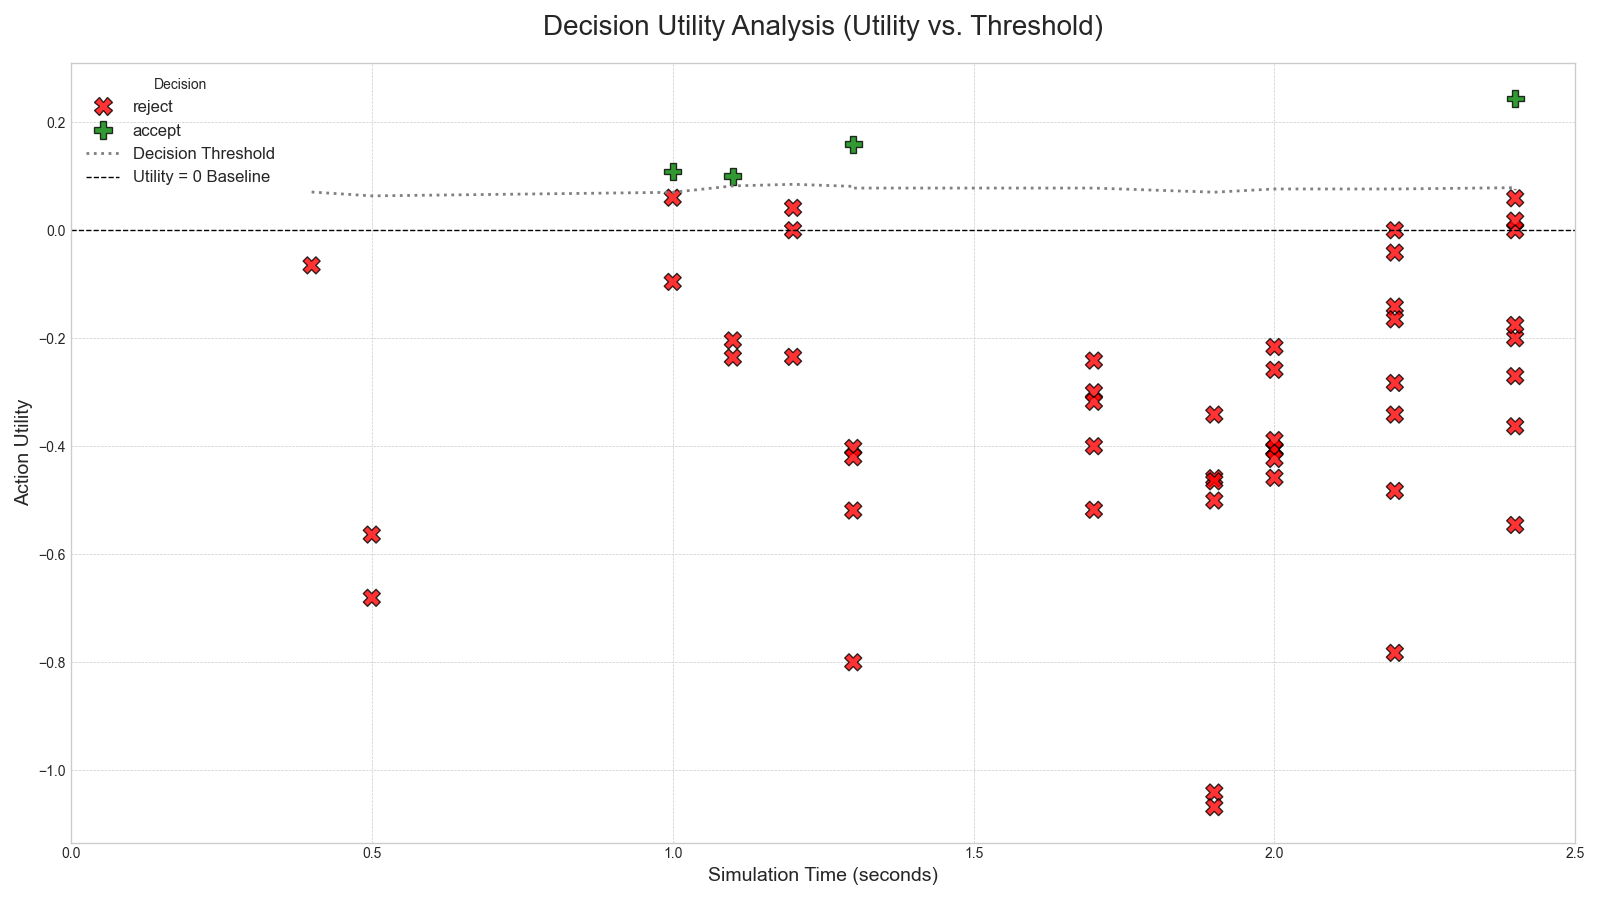 Decision Utility Analysis (Utility vs. Threshold)
Decision
reject
accept
Decision Threshold
Utility = 0 Baseline
0.2
0.0
−0.2
−0.4
−0.6
−0.8
−1.0
Action Utility
0.0 0.5 1.0 1.5 2.0 2.5
Simulation Time (seconds)